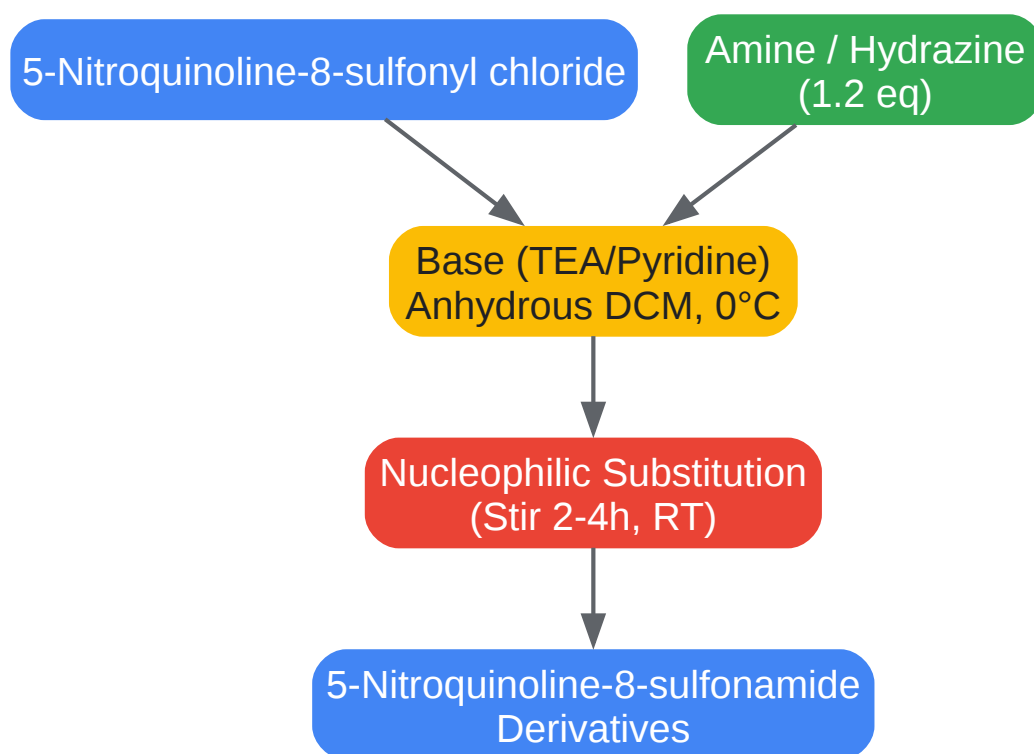 5-Nitroquinoline-8-sulfonyl chloride
Amine / Hydrazine
(1.2 eq)
Base (TEA/Pyridine)
Anhydrous DCM, 0°C
Nucleophilic Substitution
(Stir 2-4h, RT)
5-Nitroquinoline-8-sulfonamide
Derivatives